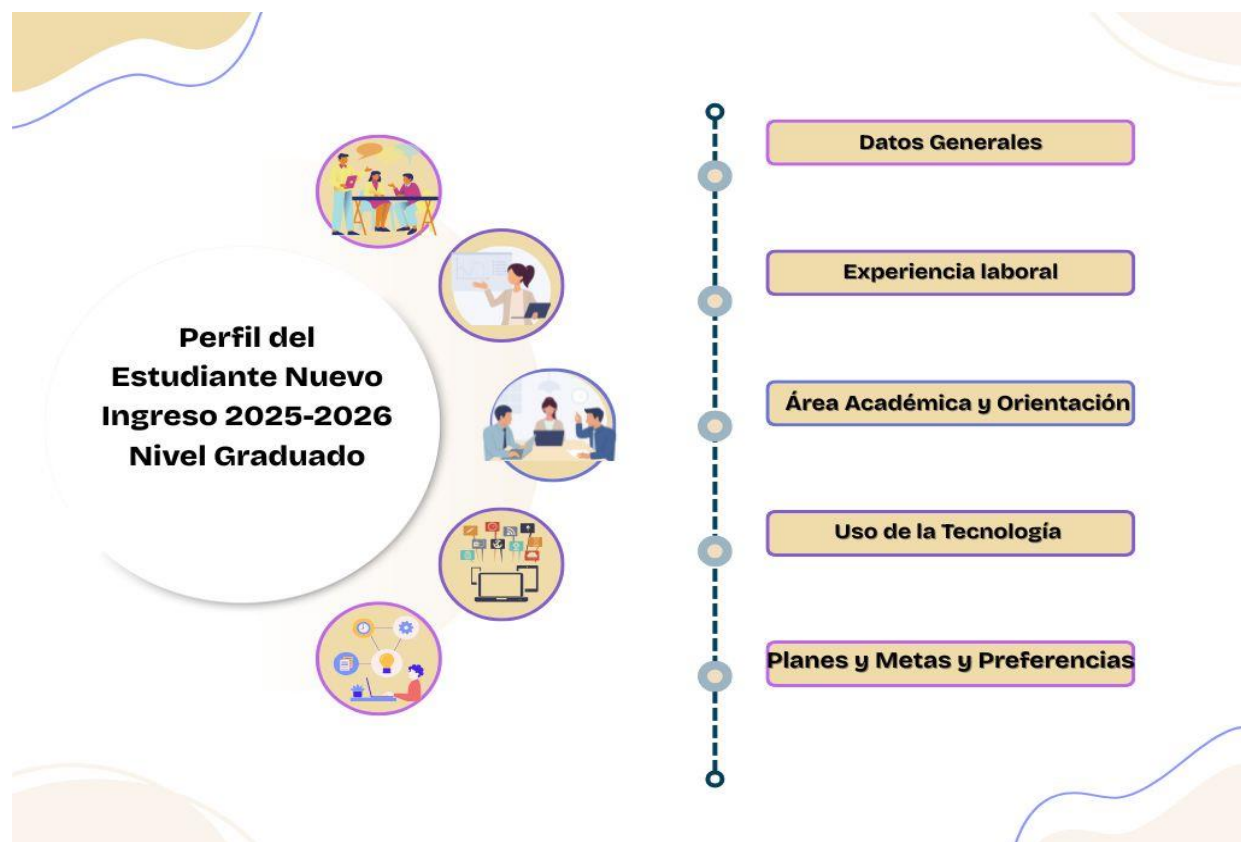 Perfil del
Estudiante Nuevo
Ingreso 2025-2026
Nivel Graduado
Datos Generales
Experiencia laboral
Área Académica y Orientación
Uso de la Tecnología
Planes y Metas y Preferencias